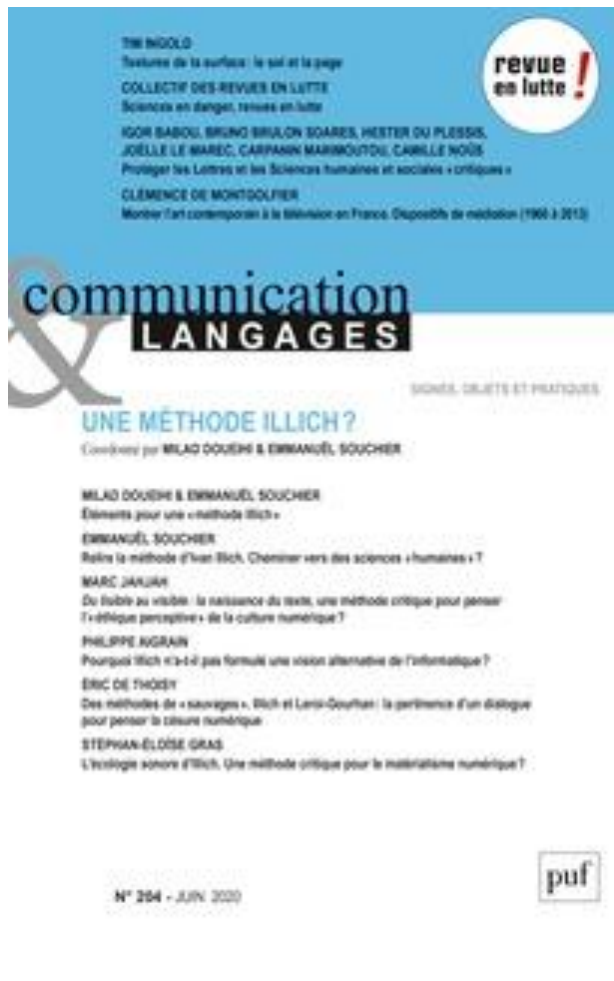 TIM INGOLD
Textures de la surface : le sol et la page
COLLECTIF DES REVUES EN LUTTE
Sciences en danger, revues en lutte
IGOR BABOU, BRUNO BRULON SOARES, HESTER DU PLESSIS,
JOËLLE LE MAREC, CARPANIN MARIMOUTOU, CAMILLE NOÛS
Protéger les Lettres et les Sciences humaines et sociales « critiques »
CLÉMENCE DE MONTGOLFIER
Montrer l'art contemporain à la télévision en France. Dispositifs de médiation (1960 à 2013)
revue
en lutte !
communication
& LANGAGES
SIGNES, OBJETS ET PRATIQUES
UNE MÉTHODE ILLICH ?
Coordonné par MILAD DOUEIHI & EMMANUËL SOUCHIER
MILAD DOUEIHI & EMMANUËL SOUCHIER
Éléments pour une « méthode Illich »
EMMANUËL SOUCHIER
Relire la méthode d'Ivan Illich. Cheminer vers des sciences « humaines » ?
MARC JAHJAH
Du lisible au visible : la naissance du texte, une méthode critique pour penser
l'« éthique perceptive » de la culture numérique ?
PHILIPPE AIGRAIN
Pourquoi Illich n'a-t-il pas formulé une vision alternative de l'informatique ?
ÉRIC DE THOISY
Des méthodes de « sauvages ». Illich et Leroi-Gourhan : la pertinence d'un dialogue
pour penser la césure numérique
STÉPHAN-ELOÏSE GRAS
L'écologie sonore d'Illich. Une méthode critique pour le matérialisme numérique ?
N° 204 - JUIN 2020
puf